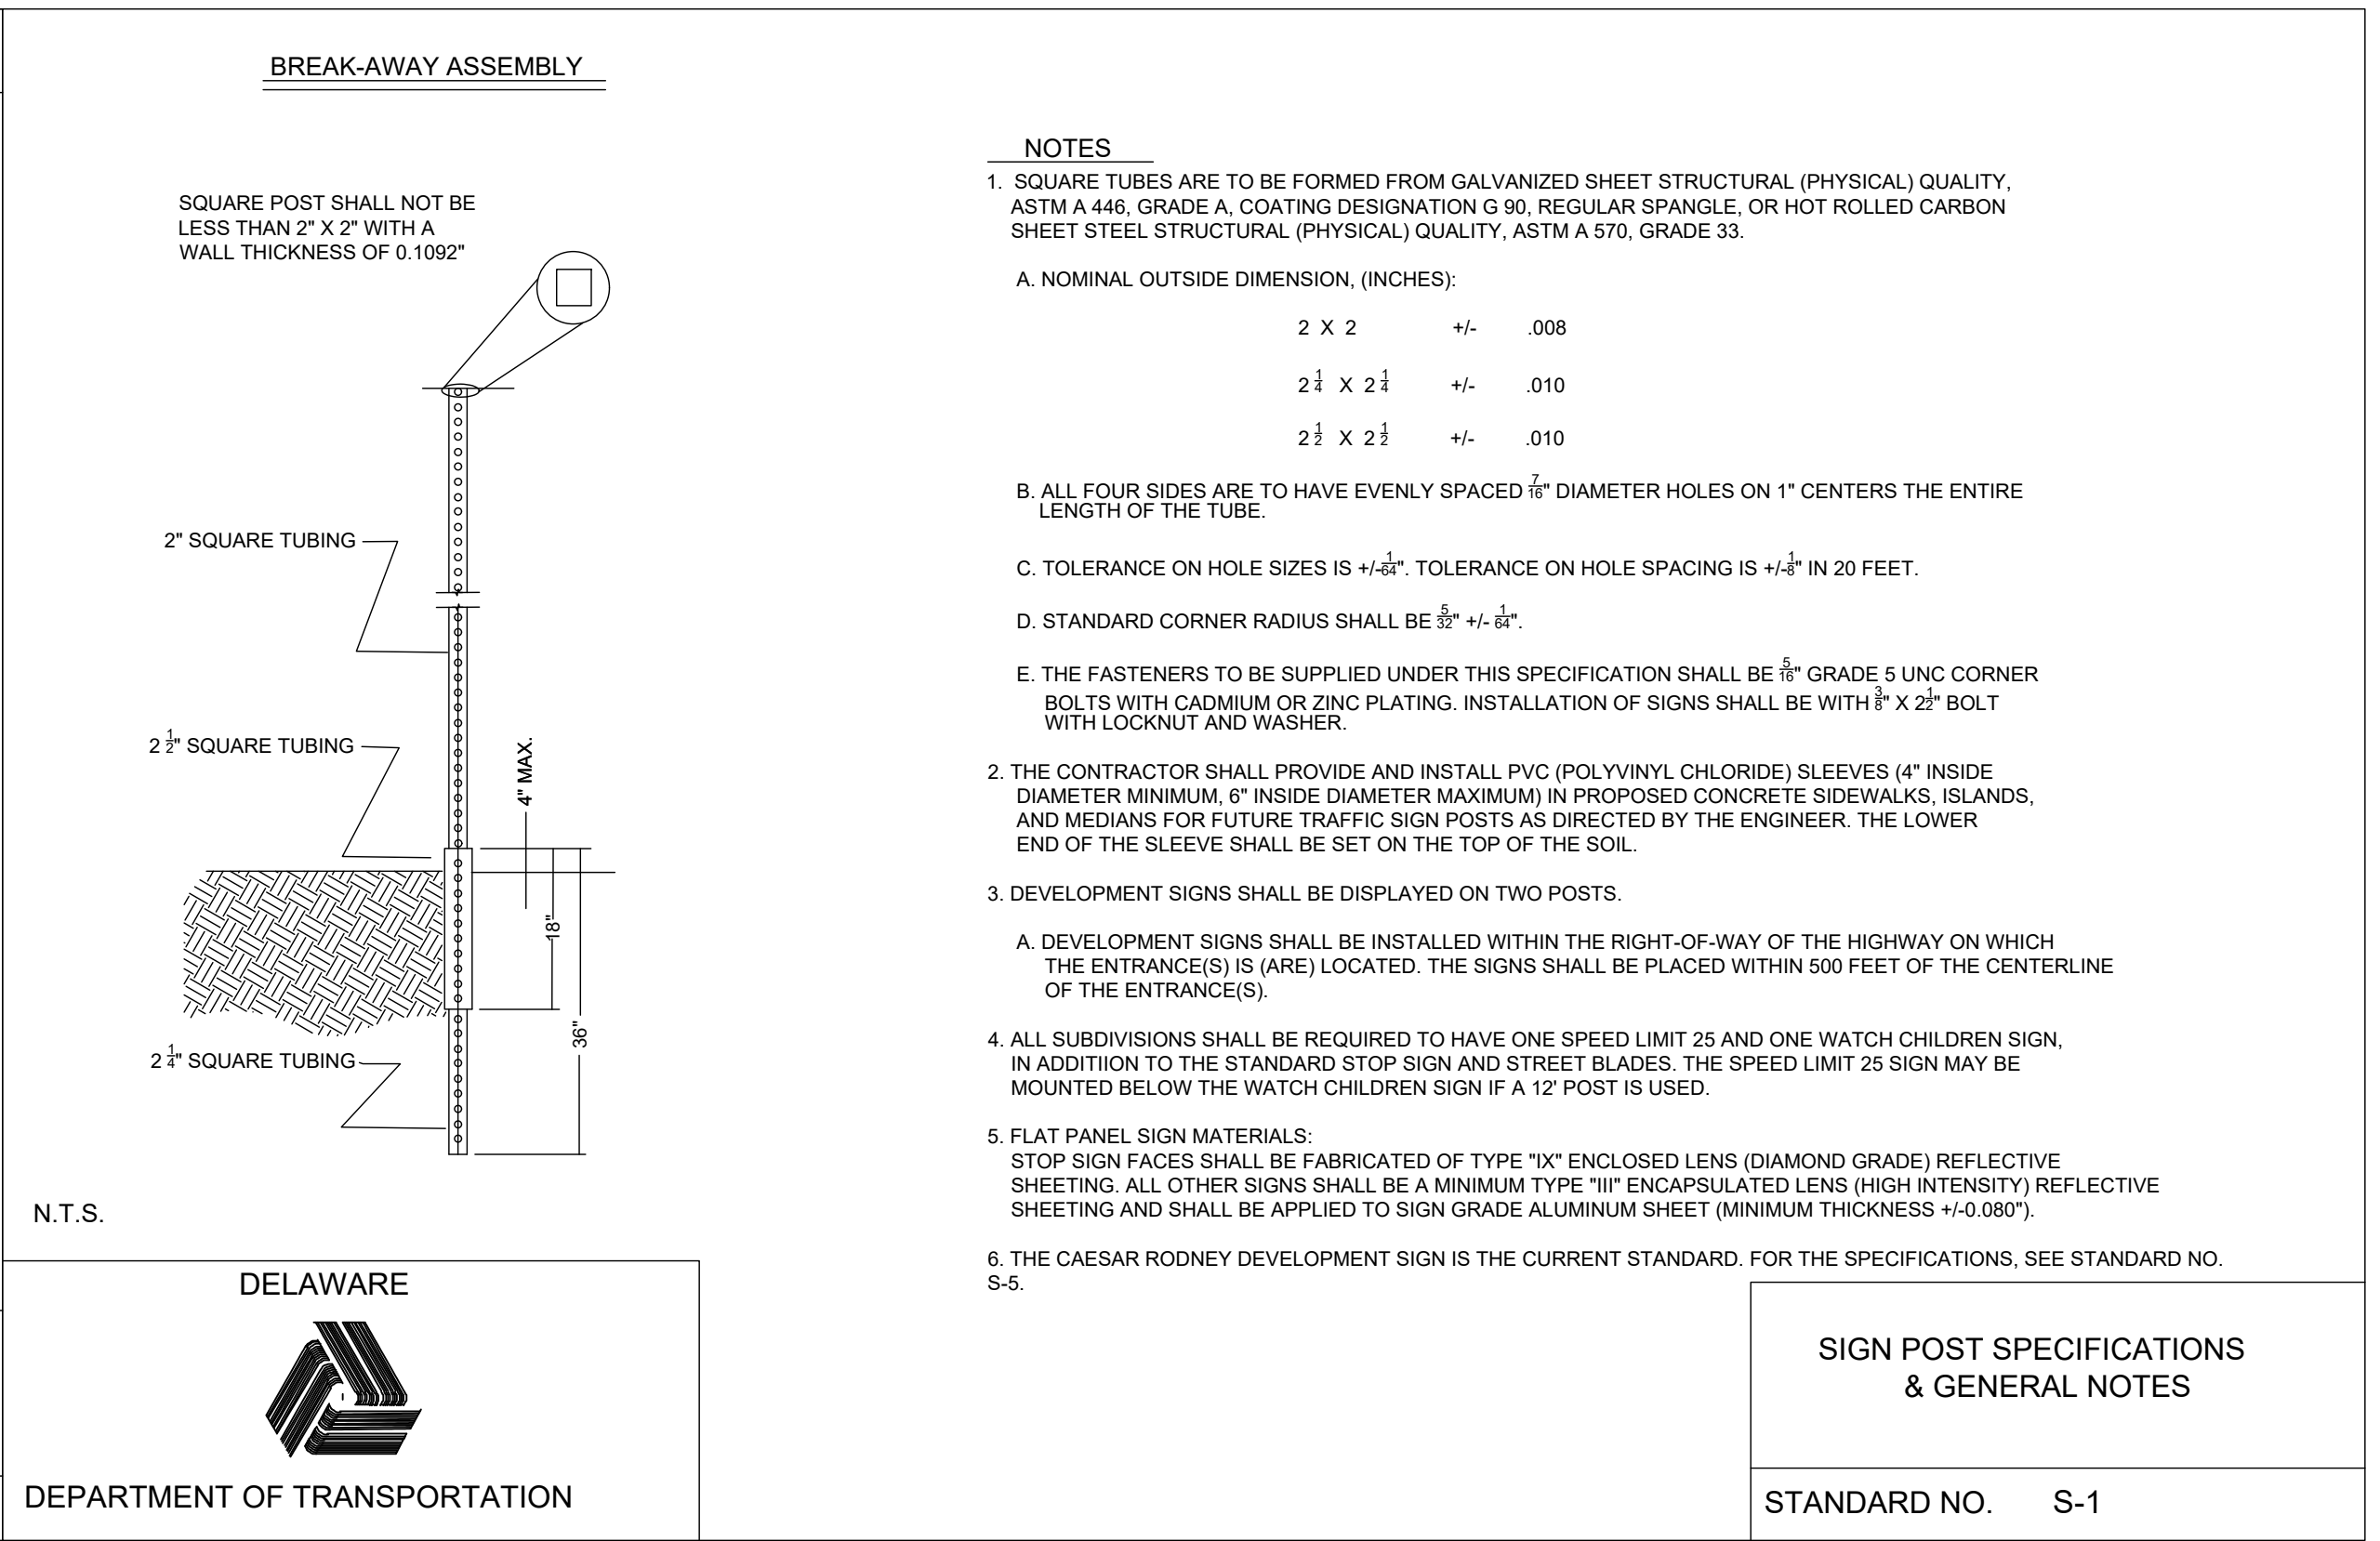 BREAK-AWAY ASSEMBLY
SQUARE POST SHALL NOT BE
LESS THAN 2" X 2" WITH A
WALL THICKNESS OF 0.1092"
2" SQUARE TUBING
2 1/2" SQUARE TUBING
4" MAX.
18"
36"
2 1/4" SQUARE TUBING
N.T.S.
DELAWARE
DEPARTMENT OF TRANSPORTATION
NOTES
1. SQUARE TUBES ARE TO BE FORMED FROM GALVANIZED SHEET STRUCTURAL (PHYSICAL) QUALITY,
ASTM A 446, GRADE A, COATING DESIGNATION G 90, REGULAR SPANGLE, OR HOT ROLLED CARBON
SHEET STEEL STRUCTURAL (PHYSICAL) QUALITY, ASTM A 570, GRADE 33.
A. NOMINAL OUTSIDE DIMENSION, (INCHES):
2 X 2 +/- .008
2 1/4 X 2 1/4 +/- .010
2 1/2 X 2 1/2 +/- .010
B. ALL FOUR SIDES ARE TO HAVE EVENLY SPACED 7/16" DIAMETER HOLES ON 1" CENTERS THE ENTIRE
LENGTH OF THE TUBE.
C. TOLERANCE ON HOLE SIZES IS +/-1/64". TOLERANCE ON HOLE SPACING IS +/-1/8" IN 20 FEET.
D. STANDARD CORNER RADIUS SHALL BE 5/32" +/- 1/64".
E. THE FASTENERS TO BE SUPPLIED UNDER THIS SPECIFICATION SHALL BE 5/16" GRADE 5 UNC CORNER
BOLTS WITH CADMIUM OR ZINC PLATING. INSTALLATION OF SIGNS SHALL BE WITH 3/8" X 2 1/2" BOLT
WITH LOCKNUT AND WASHER.
2. THE CONTRACTOR SHALL PROVIDE AND INSTALL PVC (POLYVINYL CHLORIDE) SLEEVES (4" INSIDE
DIAMETER MINIMUM, 6" INSIDE DIAMETER MAXIMUM) IN PROPOSED CONCRETE SIDEWALKS, ISLANDS,
AND MEDIANS FOR FUTURE TRAFFIC SIGN POSTS AS DIRECTED BY THE ENGINEER. THE LOWER
END OF THE SLEEVE SHALL BE SET ON THE TOP OF THE SOIL.
3. DEVELOPMENT SIGNS SHALL BE DISPLAYED ON TWO POSTS.
A. DEVELOPMENT SIGNS SHALL BE INSTALLED WITHIN THE RIGHT-OF-WAY OF THE HIGHWAY ON WHICH
THE ENTRANCE(S) IS (ARE) LOCATED. THE SIGNS SHALL BE PLACED WITHIN 500 FEET OF THE CENTERLINE
OF THE ENTRANCE(S).
4. ALL SUBDIVISIONS SHALL BE REQUIRED TO HAVE ONE SPEED LIMIT 25 AND ONE WATCH CHILDREN SIGN,
IN ADDITIION TO THE STANDARD STOP SIGN AND STREET BLADES. THE SPEED LIMIT 25 SIGN MAY BE
MOUNTED BELOW THE WATCH CHILDREN SIGN IF A 12' POST IS USED.
5. FLAT PANEL SIGN MATERIALS:
STOP SIGN FACES SHALL BE FABRICATED OF TYPE "IX" ENCLOSED LENS (DIAMOND GRADE) REFLECTIVE
SHEETING. ALL OTHER SIGNS SHALL BE A MINIMUM TYPE "III" ENCAPSULATED LENS (HIGH INTENSITY) REFLECTIVE
SHEETING AND SHALL BE APPLIED TO SIGN GRADE ALUMINUM SHEET (MINIMUM THICKNESS +/-0.080").
6. THE CAESAR RODNEY DEVELOPMENT SIGN IS THE CURRENT STANDARD. FOR THE SPECIFICATIONS, SEE STANDARD NO.
S-5.
SIGN POST SPECIFICATIONS
& GENERAL NOTES
STANDARD NO. S-1